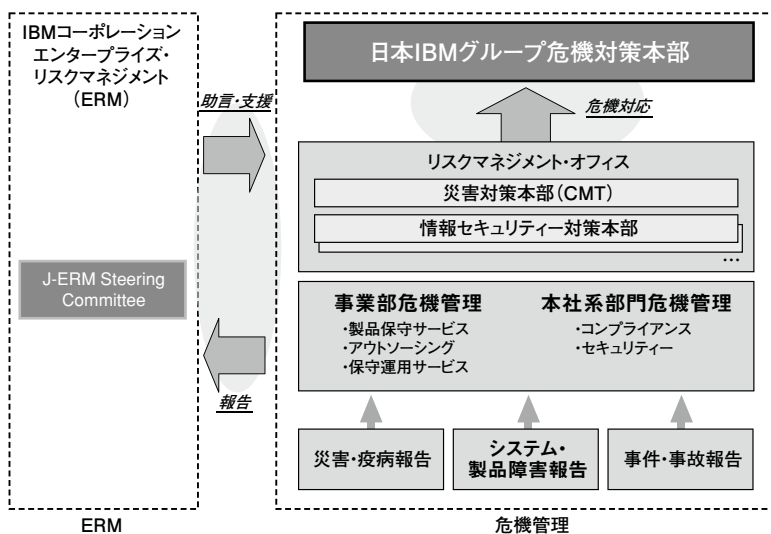 IBMコーポレーション
エンタープライズ・
リスクマネジメント
(ERM)
助言・支援
J-ERM Steering
Committee
報告
ERM
日本IBMグループ危機対策本部
危機対応
リスクマネジメント・オフィス
災害対策本部(CMT)
情報セキュリティー対策本部
…
事業部危機管理
・製品保守サービス
・アウトソーシング
・保守運用サービス
本社系部門危機管理
・コンプライアンス
・セキュリティー
災害・疫病報告
システム・
製品障害報告
事件・事故報告
危機管理